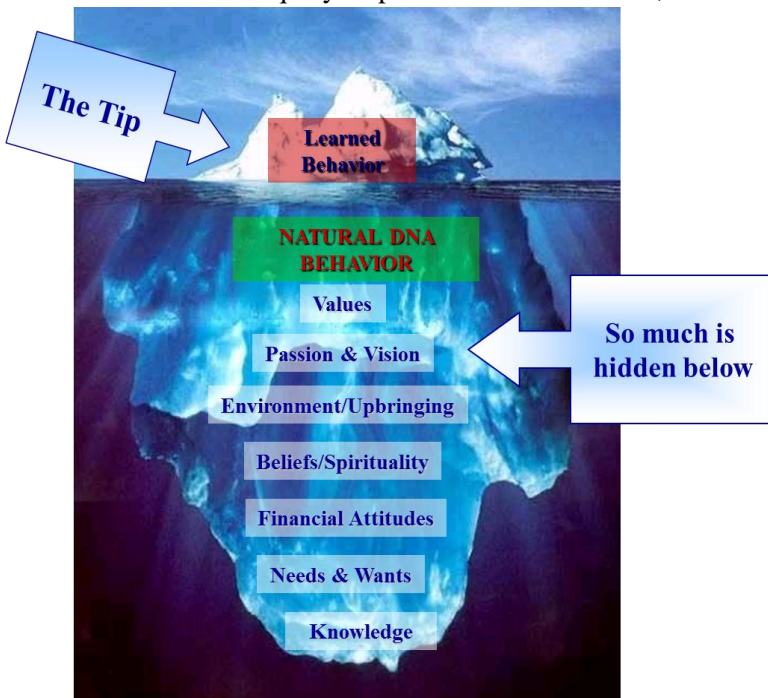 The Tip
Learned
Behavior
NATURAL DNA
BEHAVIOR
Values
Passion & Vision
So much is
hidden below
Environment/Upbringing
Beliefs/Spirituality
Financial Attitudes
Needs & Wants
Knowledge